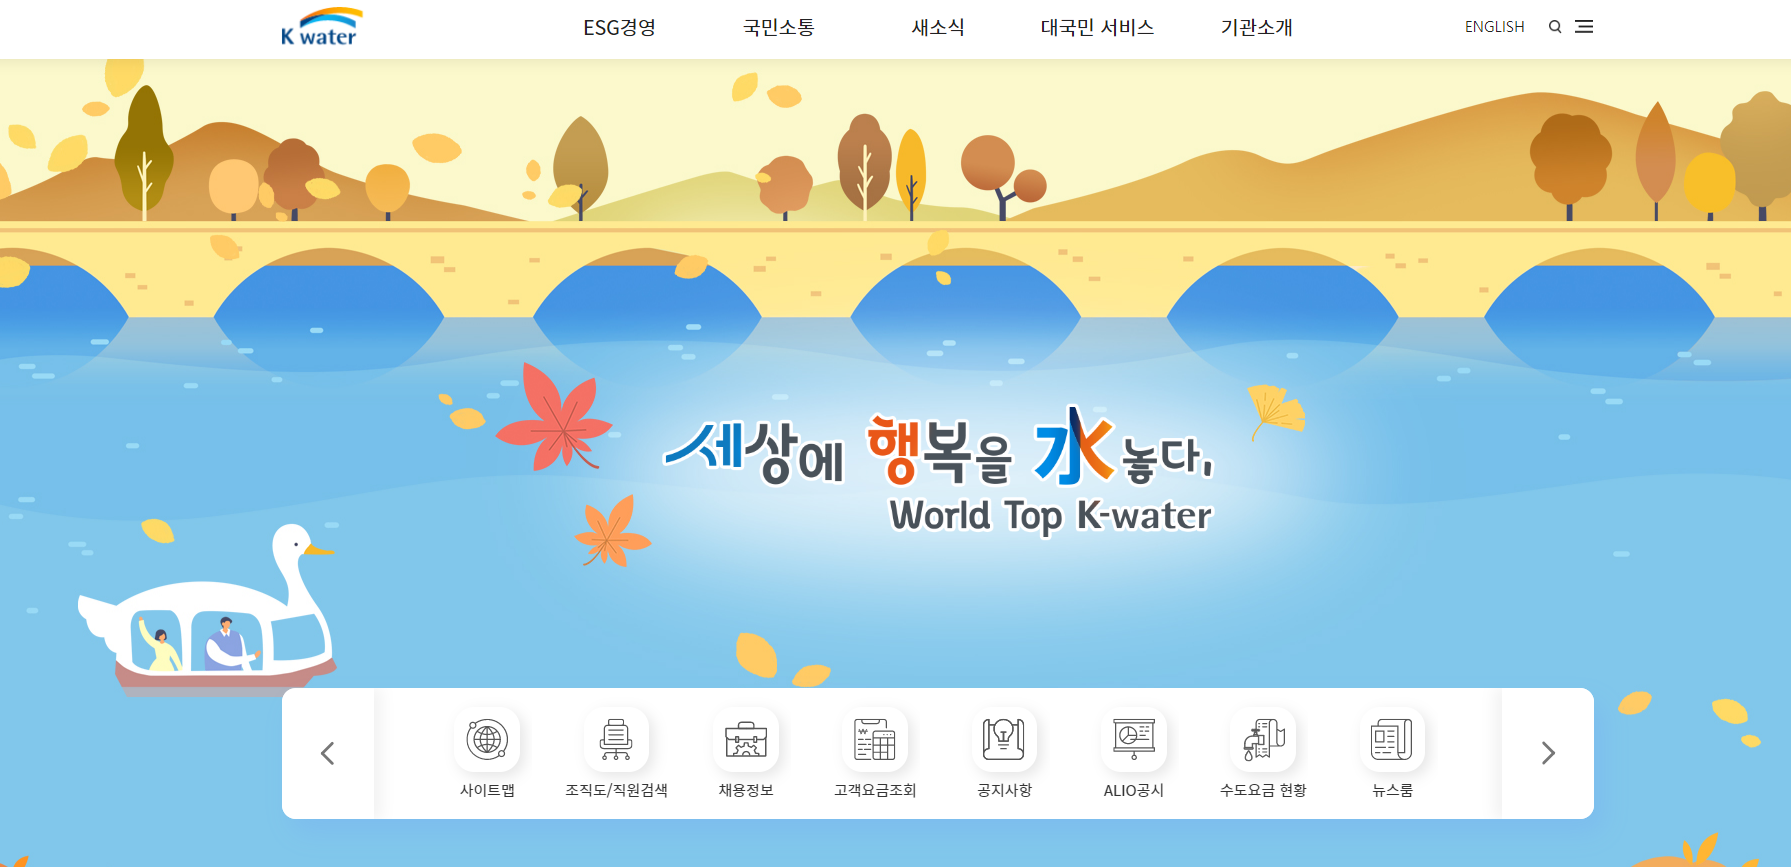 K water
ESG경영 국민소통 새소식 대국민 서비스 기관소개 ENGLISH
세상에 행복을 水 놓다,
World Top K-water
사이트맵 조직도/직원검색 채용정보 고객요금조회 공지사항 ALIO공시 수도요금 현황 뉴스룸